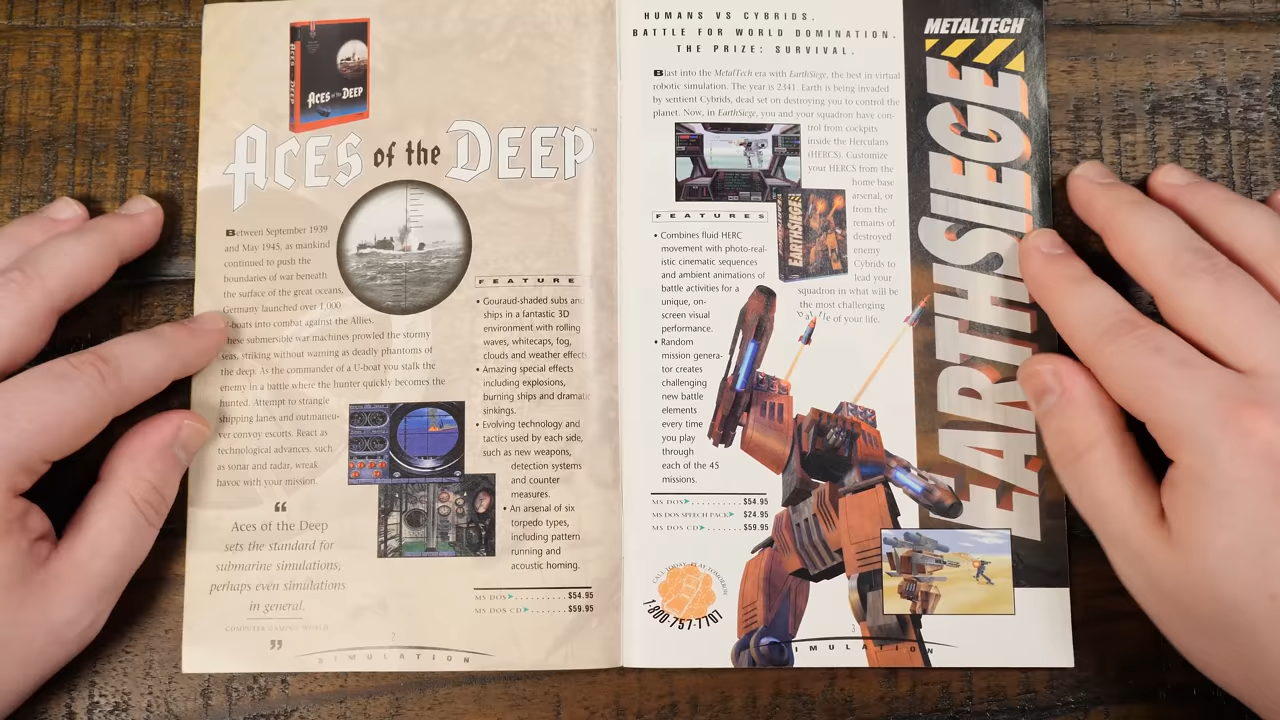 ACES of the DEEP
ACES of the DEEP™
Between September 1939
and May 1945, as mankind
continued to push the
boundaries of war beneath
the surface of the great oceans,
Germany launched over 1,000
U-boats into combat against the Allies.
These submersible war machines prowled the stormy
seas, striking without warning as deadly phantoms of
the deep. As the commander of a U-boat you stalk the
enemy in a battle where the hunter quickly becomes the
hunted. Attempt to strangle
shipping lanes and outmaneu-
ver convoy escorts. React as
technological advances, such
as sonar and radar, wreak
havoc with your mission.
“
Aces of the Deep
sets the standard for
submarine simulations,
perhaps even simulations
in general.
COMPUTER GAMING WORLD
”
FEATURE
• Gouraud-shaded subs and
ships in a fantastic 3D
environment with rolling
waves, whitecaps, fog,
clouds and weather effects.
• Amazing special effects
including explosions,
burning ships and dramatic
sinkings.
• Evolving technology and
tactics used by each side,
such as new weapons,
detection systems
and counter
measures.
• An arsenal of six
torpedo types,
including pattern
running and
acoustic homing.
MS DOS➤..........$54.95
MS DOS CD➤.......$59.95
2
SIMULATION
HUMANS VS CYBRIDS.
BATTLE FOR WORLD DOMINATION.
THE PRIZE: SURVIVAL.
Blast into the MetalTech era with EarthSiege, the best in virtual
robotic simulation. The year is 2341. Earth is being invaded
by sentient Cybrids, dead set on destroying you to control the
planet. Now, in EarthSiege, you and your squadron have con-
trol from cockpits
inside the Herculans
(HERCS). Customize
your HERCS from the
home base
arsenal, or
from the
remains of
destroyed
enemy
Cybrids to
lead your
squadron in what will be
the most challenging
battle of your life.
EARTHSIEGE
FEATURES
• Combines fluid HERC
movement with photo-real-
istic cinematic sequences
and ambient animations of
battle activities for a
unique, on-
screen visual
performance.
• Random
mission genera-
tor creates
challenging
new battle
elements
every time
you play
through
each of the 45
missions.
MS DOS➤..........$54.95
MS DOS SPEECH PACK➤ $24.95
MS DOS CD➤.......$59.95
CALL TODAY-PLAY TOMORROW
1-800-757-7707
3
SIMULATION
METALTECH
EARTHSIEGE